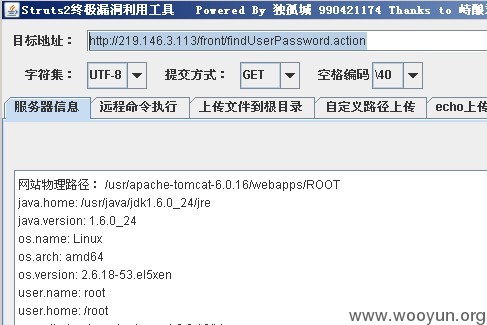 Struts2终极漏洞利用工具 Powered By 独孤城 990421174 Thanks to
目标地址： http://219.146.3.113/front/findUserPassword.action
字符集： UTF-8 提交方式： GET 空格编码 \40
服务器信息 远程命令执行 上传文件到根目录 自定义路径上传 echo上传
网站物理路径： /usr/apache-tomcat-6.0.16/webapps/ROOT
java.home: /usr/java/jdk1.6.0_24/jre
java.version: 1.6.0_24
os.name: Linux
os.arch: amd64
os.version: 2.6.18-53.el5xen
user.name: root
user.home: /root
www.wooyun.org